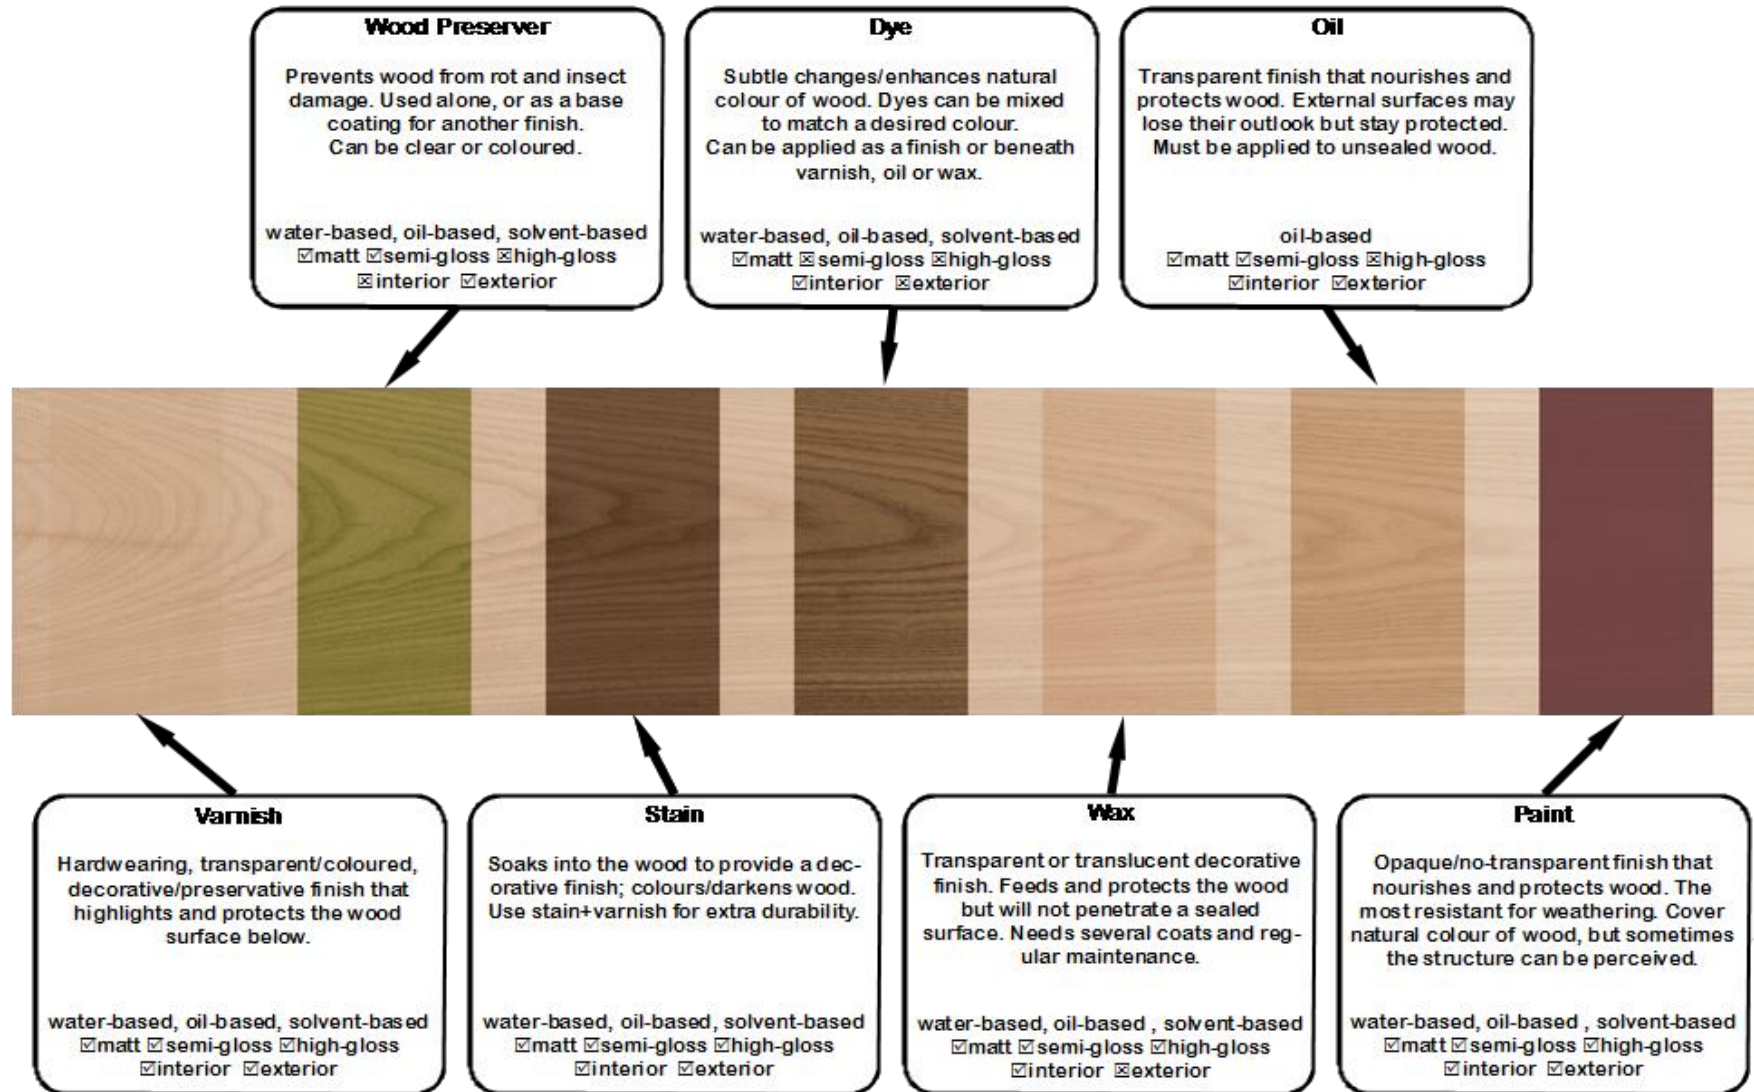 Wood Preserver
Prevents wood from rot and insect
damage. Used alone, or as a base
coating for another finish.
Can be clear or coloured.
water-based, oil-based, solvent-based
☑matt ☑semi-gloss ☒high-gloss
☒interior ☑exterior
Dye
Subtle changes/enhances natural
colour of wood. Dyes can be mixed
to match a desired colour.
Can be applied as a finish or beneath
varnish, oil or wax.
water-based, oil-based, solvent-based
☑matt ☒semi-gloss ☒high-gloss
☑interior ☒exterior
Oil
Transparent finish that nourishes and
protects wood. External surfaces may
lose their outlook but stay protected.
Must be applied to unsealed wood.
oil-based
☑matt ☑semi-gloss ☒high-gloss
☑interior ☑exterior
Varnish
Hardwearing, transparent/coloured,
decorative/preservative finish that
highlights and protects the wood
surface below.
water-based, oil-based, solvent-based
☑matt ☑semi-gloss ☑high-gloss
☑interior ☑exterior
Stain
Soaks into the wood to provide a dec-
orative finish; colours/darkens wood.
Use stain+varnish for extra durability.
water-based, oil-based, solvent-based
☑matt ☑semi-gloss ☑high-gloss
☑interior ☑exterior
Wax
Transparent or translucent decorative
finish. Feeds and protects the wood
but will not penetrate a sealed
surface. Needs several coats and reg-
ular maintenance.
water-based, oil-based , solvent-based
☑matt ☑semi-gloss ☑high-gloss
☑interior ☒exterior
Paint
Opaque/no-transparent finish that
nourishes and protects wood. The
most resistant for weathering. Cover
natural colour of wood, but sometimes
the structure can be perceived.
water-based, oil-based , solvent-based
☑matt ☑semi-gloss ☑high-gloss
☑interior ☑exterior